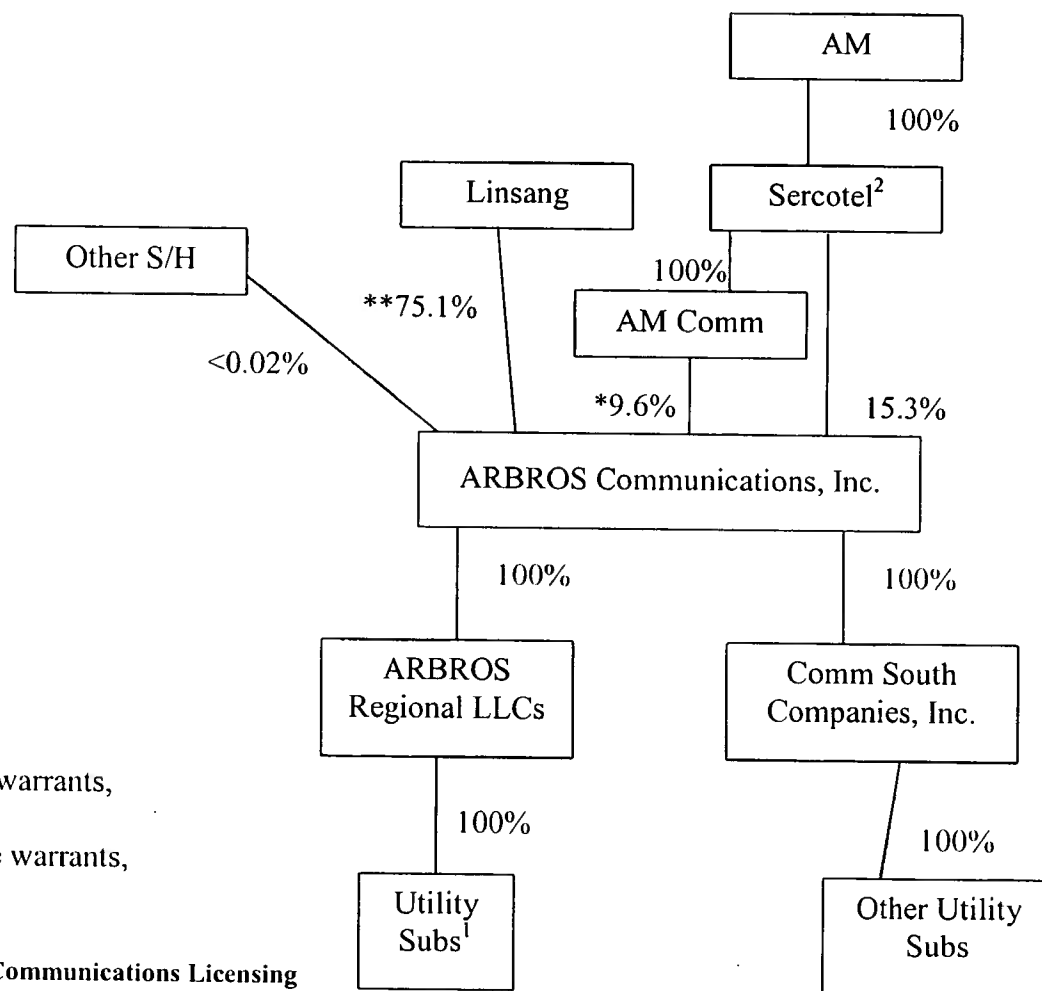 AM
100%
Linsang
Sercotel²
Other S/H
100%
**75.1%
AM Comm
<0.02%
*9.6%
15.3%
ARBROS Communications, Inc.
100%
100%
ARBROS
Regional LLCs
Comm South
Companies, Inc.
warrants,
100%
warrants,
100%
Utility
Subs¹
Other Utility
Subs
Communications Licensing